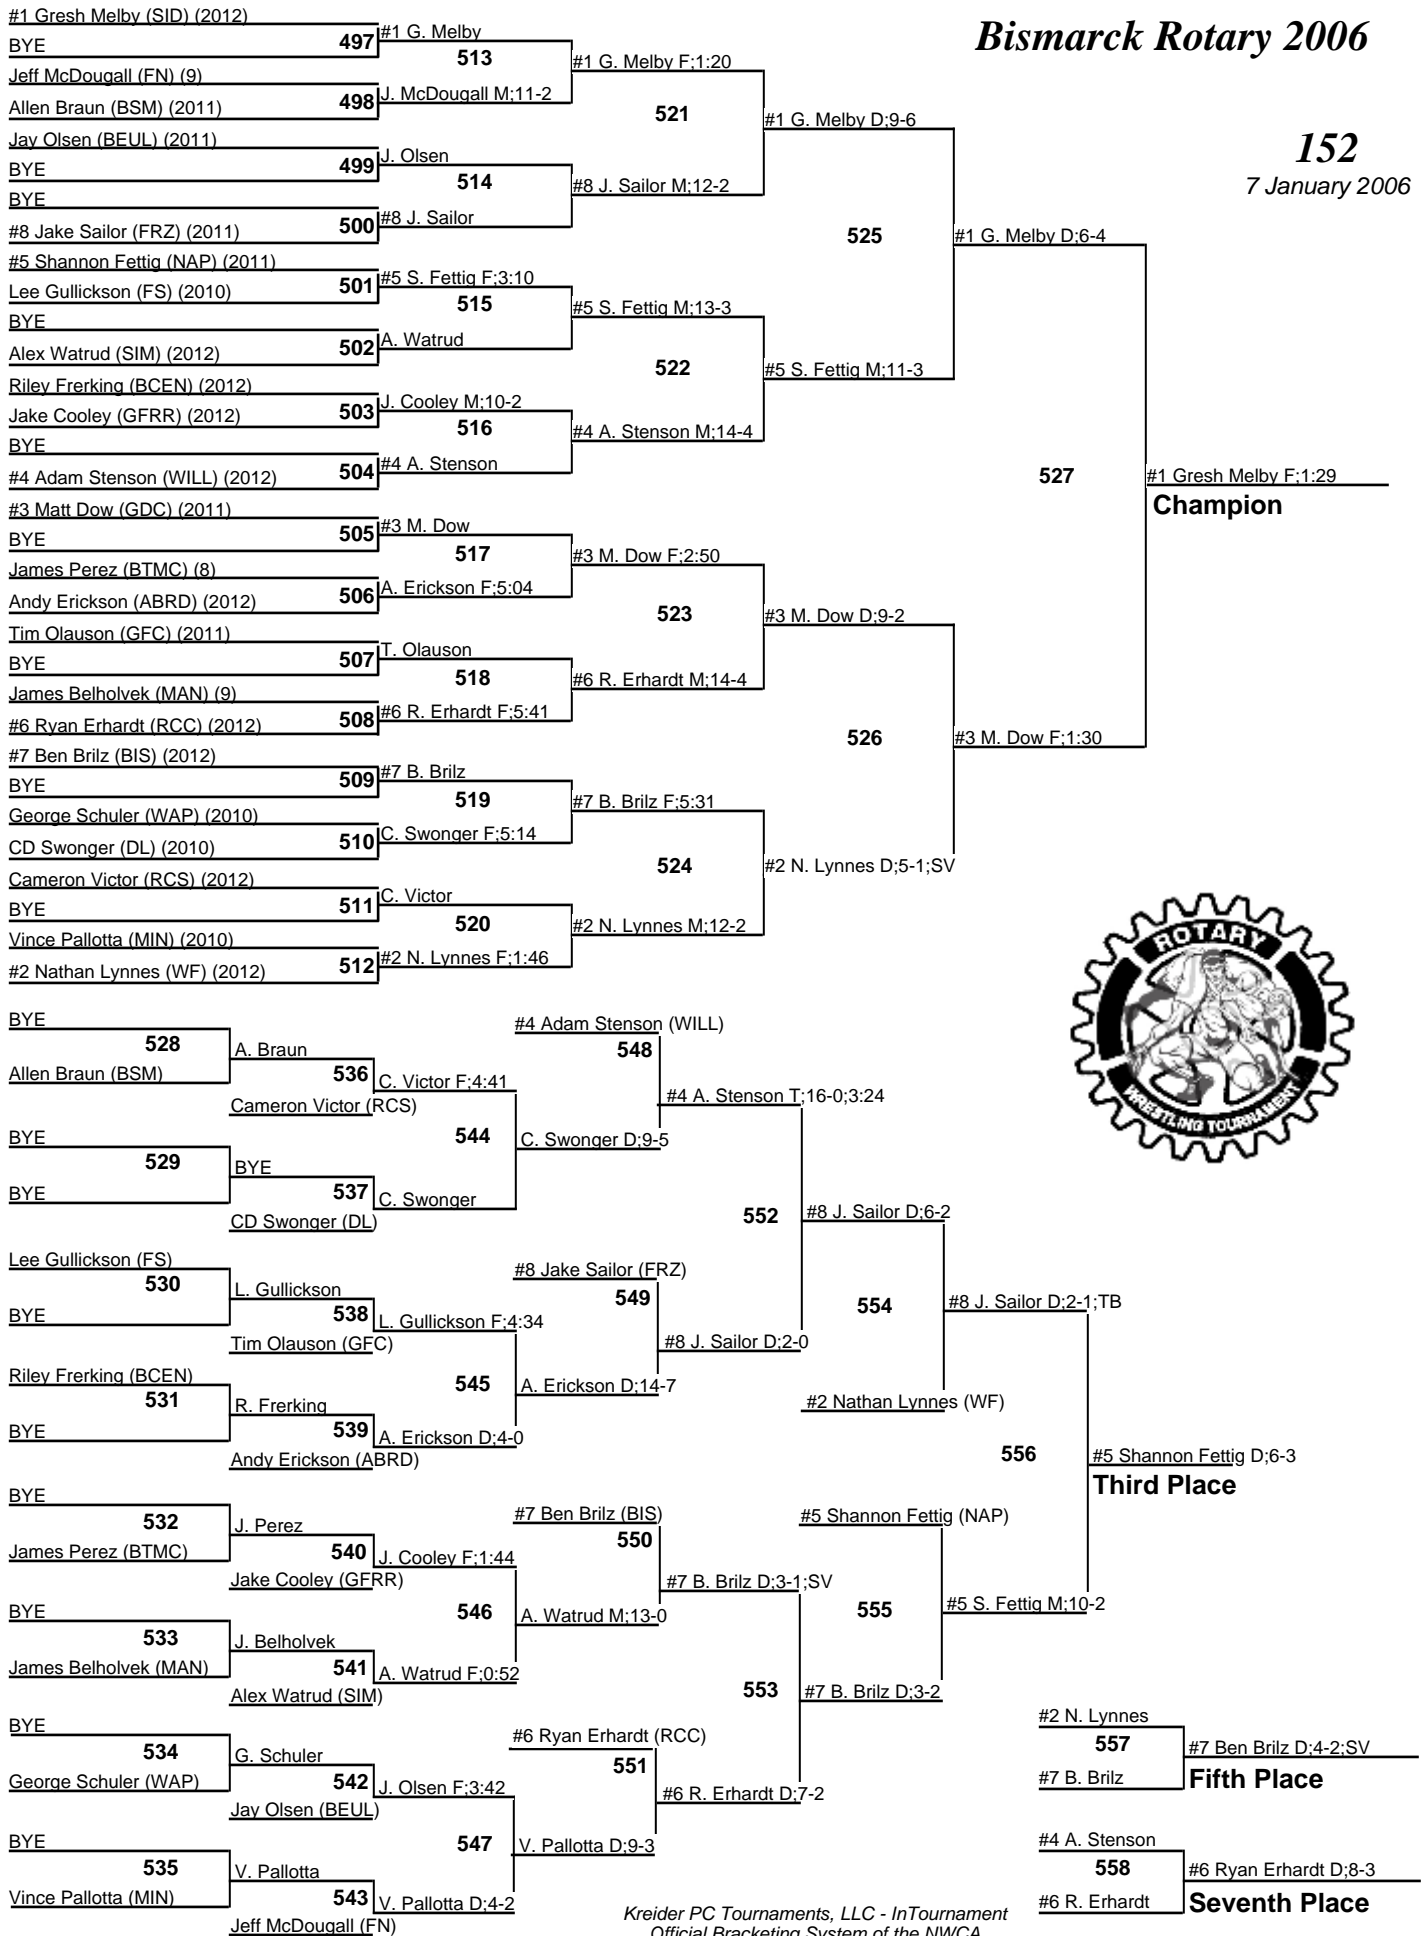 Bismarck Rotary 2006
152
7 January 2006
#1 Gresh Melby (SID) (2012)
BYE
497
#1 G. Melby
513
Jeff McDougall (FN) (9)
Allen Braun (BSM) (2011)
498
J. McDougall M;11-2
#1 G. Melby F;1:20
521
Jay Olsen (BEUL) (2011)
BYE
499
J. Olsen
514
BYE
#8 Jake Sailor (FRZ) (2011)
500
#8 J. Sailor
#8 J. Sailor M;12-2
#1 G. Melby D;9-6
525
#5 Shannon Fettig (NAP) (2011)
Lee Gullickson (FS) (2010)
501
#5 S. Fettig F;3:10
515
BYE
Alex Watrud (SIM) (2012)
502
A. Watrud
#5 S. Fettig M;13-3
522
Riley Frerking (BCEN) (2012)
Jake Cooley (GFRR) (2012)
503
J. Cooley M;10-2
516
BYE
#4 Adam Stenson (WILL) (2012)
504
#4 A. Stenson
#4 A. Stenson M;14-4
#5 S. Fettig M;11-3
#1 G. Melby D;6-4
527
#1 Gresh Melby F;1:29
Champion
#3 Matt Dow (GDC) (2011)
BYE
505
#3 M. Dow
517
James Perez (BTMC) (8)
Andy Erickson (ABRD) (2012)
506
A. Erickson F;5:04
#3 M. Dow F;2:50
523
Tim Olauson (GFC) (2011)
BYE
507
T. Olauson
518
James Belholvek (MAN) (9)
#6 Ryan Erhardt (RCC) (2012)
508
#6 R. Erhardt F;5:41
#6 R. Erhardt M;14-4
#3 M. Dow D;9-2
526
#3 M. Dow F;1:30
#7 Ben Brilz (BIS) (2012)
BYE
509
#7 B. Brilz
519
George Schuler (WAP) (2010)
CD Swonger (DL) (2010)
510
C. Swonger F;5:14
#7 B. Brilz F;5:31
524
#2 N. Lynnes D;5-1;SV
Cameron Victor (RCS) (2012)
BYE
511
C. Victor
520
Vince Pallotta (MIN) (2010)
#2 Nathan Lynnes (WF) (2012)
512
#2 N. Lynnes F;1:46
#2 N. Lynnes M;12-2
ROTARY
WRESTLING TOURNAMENT
BYE
528
Allen Braun (BSM)
A. Braun
536
Cameron Victor (RCS)
C. Victor F;4:41
544
BYE
529
BYE
BYE
537
CD Swonger (DL)
C. Swonger
#4 Adam Stenson (WILL)
548
C. Swonger D;9-5
#4 A. Stenson T;16-0;3:24
552
Lee Gullickson (FS)
530
BYE
L. Gullickson
538
Tim Olauson (GFC)
L. Gullickson F;4:34
545
Riley Frerking (BCEN)
531
BYE
R. Frerking
539
Andy Erickson (ABRD)
A. Erickson D;4-0
#8 Jake Sailor (FRZ)
549
A. Erickson D;14-7
#8 J. Sailor D;2-0
#8 J. Sailor D;6-2
554
#2 Nathan Lynnes (WF)
#8 J. Sailor D;2-1;TB
556
#5 Shannon Fettig D;6-3
Third Place
BYE
532
James Perez (BTMC)
J. Perez
540
Jake Cooley (GFRR)
J. Cooley F;1:44
546
BYE
533
James Belholvek (MAN)
J. Belholvek
541
Alex Watrud (SIM)
A. Watrud F;0:52
#7 Ben Brilz (BIS)
550
A. Watrud M;13-0
#7 B. Brilz D;3-1;SV
553
#5 Shannon Fettig (NAP)
555
#5 S. Fettig M;10-2
#7 B. Brilz D;3-2
BYE
534
George Schuler (WAP)
G. Schuler
542
Jay Olsen (BEUL)
J. Olsen F;3:42
547
BYE
535
Vince Pallotta (MIN)
V. Pallotta
543
Jeff McDougall (FN)
V. Pallotta D;4-2
#6 Ryan Erhardt (RCC)
551
V. Pallotta D;9-3
#6 R. Erhardt D;7-2
#2 N. Lynnes
557
#7 B. Brilz
#7 Ben Brilz D;4-2;SV
Fifth Place
#4 A. Stenson
558
#6 R. Erhardt
#6 Ryan Erhardt D;8-3
Seventh Place
Kreider PC Tournaments, LLC - InTournament
Official Bracketing System of the NWCA